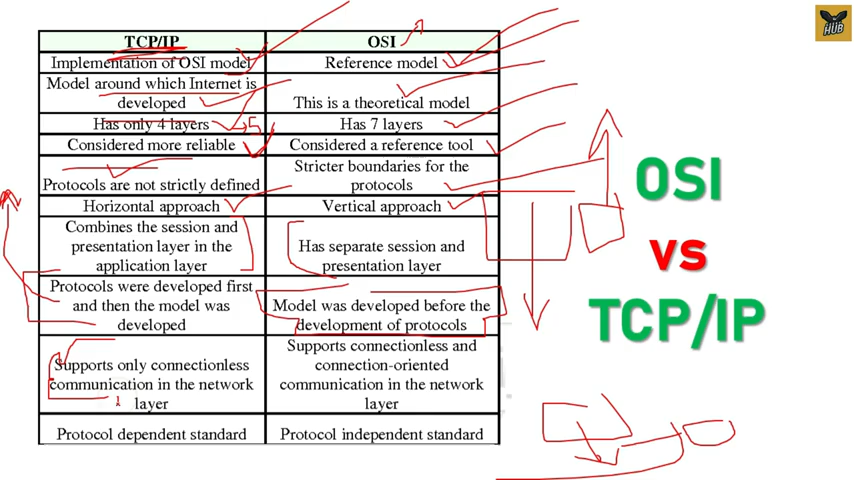 HUB
TCP/IP
OSI
Implementation of OSI model
Reference model
Model around which Internet is
developed
This is a theoretical model
Has only 4 layers
5
Has 7 layers
Considered more reliable
Considered a reference tool
Protocols are not strictly defined
Stricter boundaries for the
protocols
Horizontal approach
Vertical approach
Combines the session and
presentation layer in the
application layer
Has separate session and
presentation layer
Protocols were developed first
and then the model was
developed
Model was developed before the
development of protocols
Supports only connectionless
communication in the network
layer
Supports connectionless and
connection-oriented
communication in the network
layer
Protocol dependent standard
Protocol independent standard
OSI
vs
TCP/IP